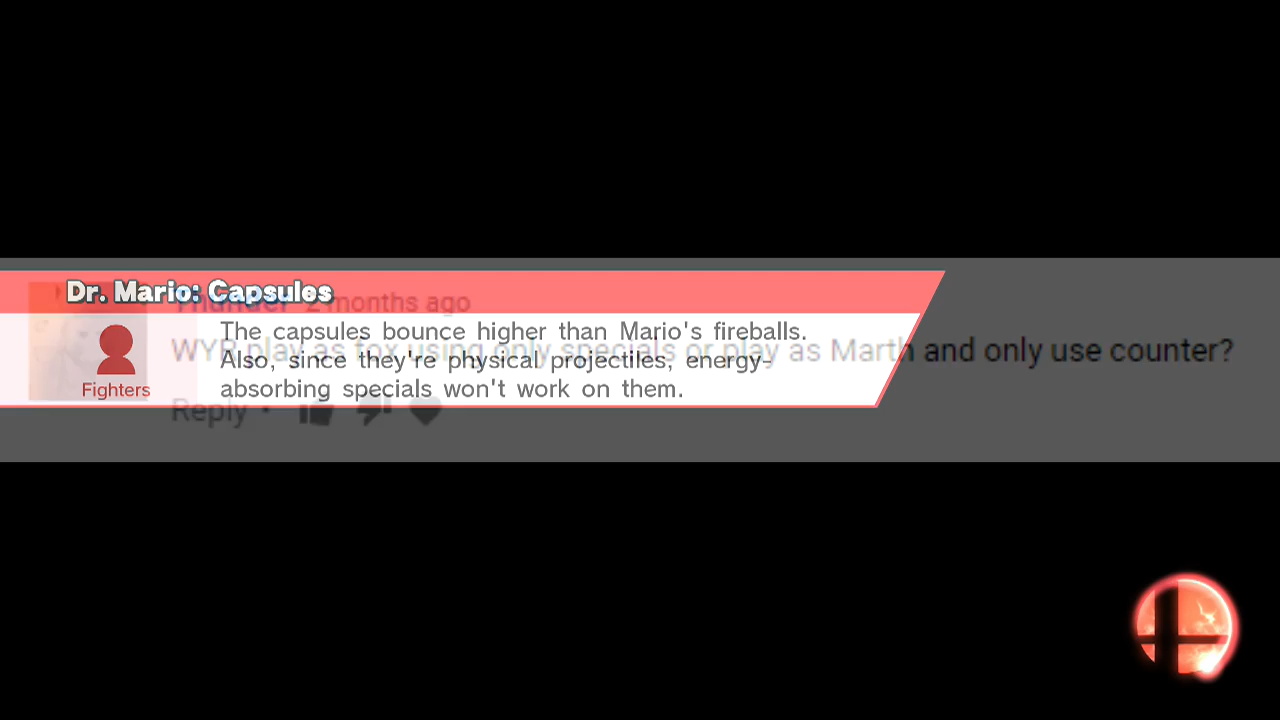 Dr. Mario: Capsules
Thunder 2 months ago
The capsules bounce higher than Mario's fireballs.
Also, since they're physical projectiles, energy-
absorbing specials won't work on them.
Fighters
WYR play as fox using only specials or play as Marth and only use counter?
Reply